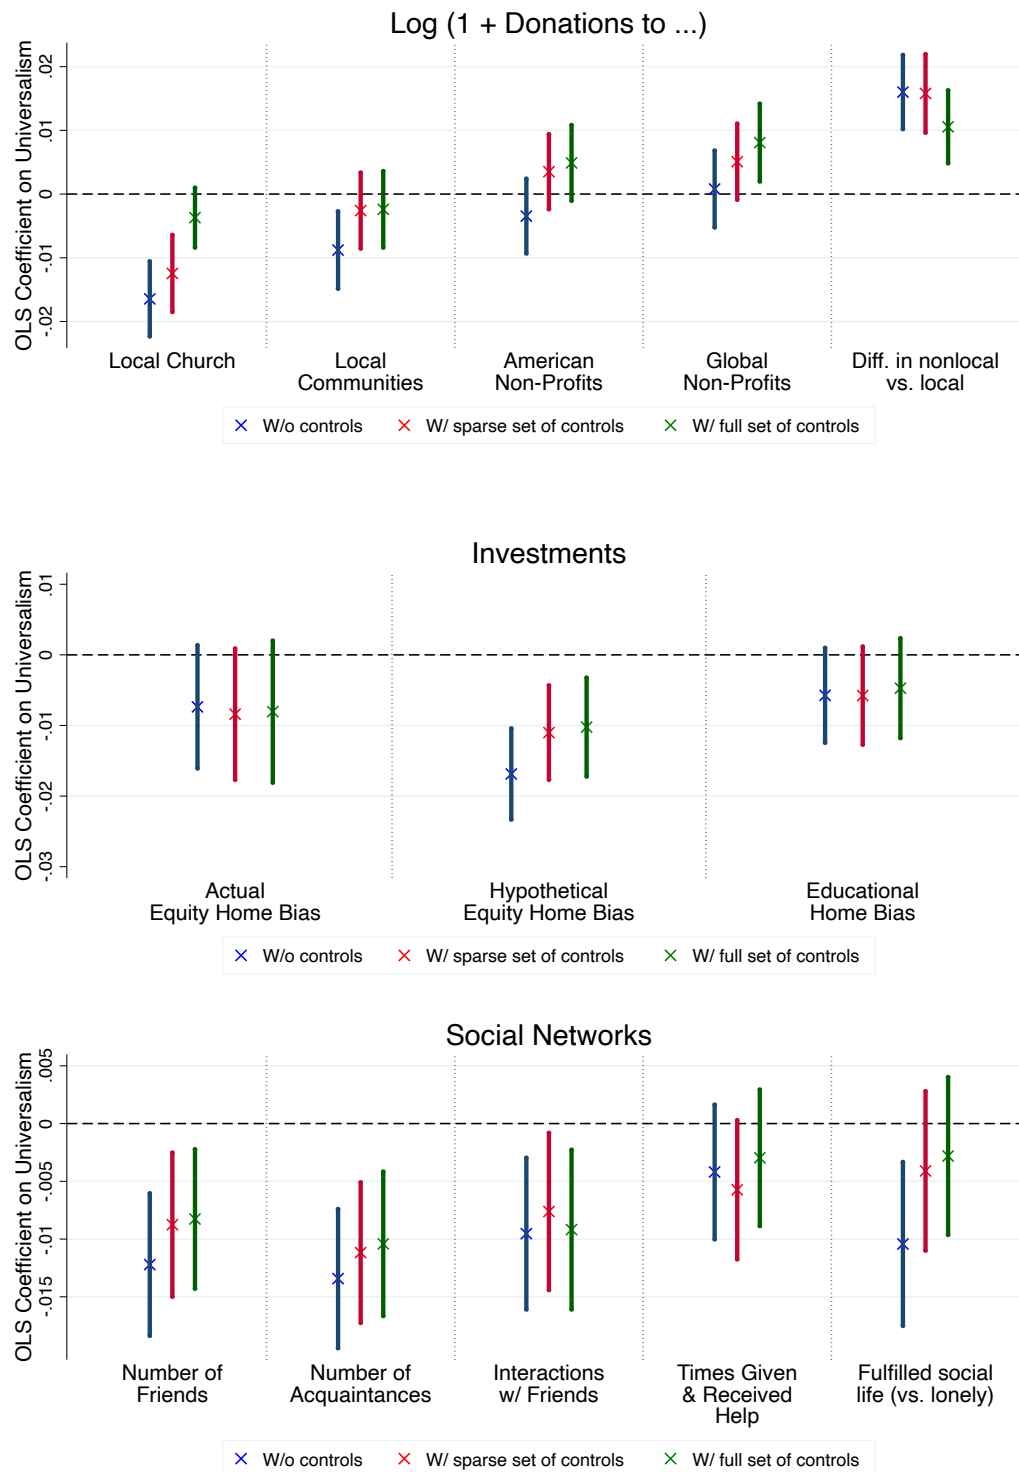 Log (1 + Donations to ...)
OLS Coefficient on Universalism
.02
.01
0
-.01
-.02
Local Church
Local
Communities
American
Non-Profits
Global
Non-Profits
Diff. in nonlocal
vs. local
W/o controls
W/ sparse set of controls
W/ full set of controls
Investments
OLS Coefficient on Universalism
.01
0
-.01
-.02
-.03
Actual
Equity Home Bias
Hypothetical
Equity Home Bias
Educational
Home Bias
W/o controls
W/ sparse set of controls
W/ full set of controls
Social Networks
OLS Coefficient on Universalism
.005
0
-.005
-.01
-.015
Number of
Friends
Number of
Acquaintances
Interactions
w/ Friends
Times Given
& Received
Help
Fulfilled social
life (vs. lonely)
W/o controls
W/ sparse set of controls
W/ full set of controls